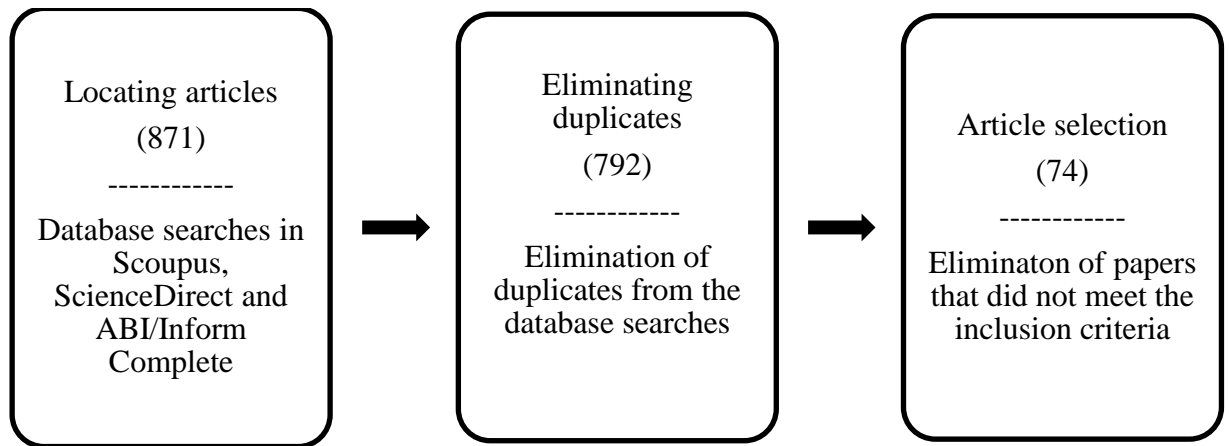 Locating articles
(871)
------------
Database searches in
Scoupus,
ScienceDirect and
ABI/Inform
Complete
Eliminating
duplicates
(792)
------------
Elimination of
duplicates from the
database searches
Article selection
(74)
------------
Eliminaton of papers
that did not meet the
inclusion criteria